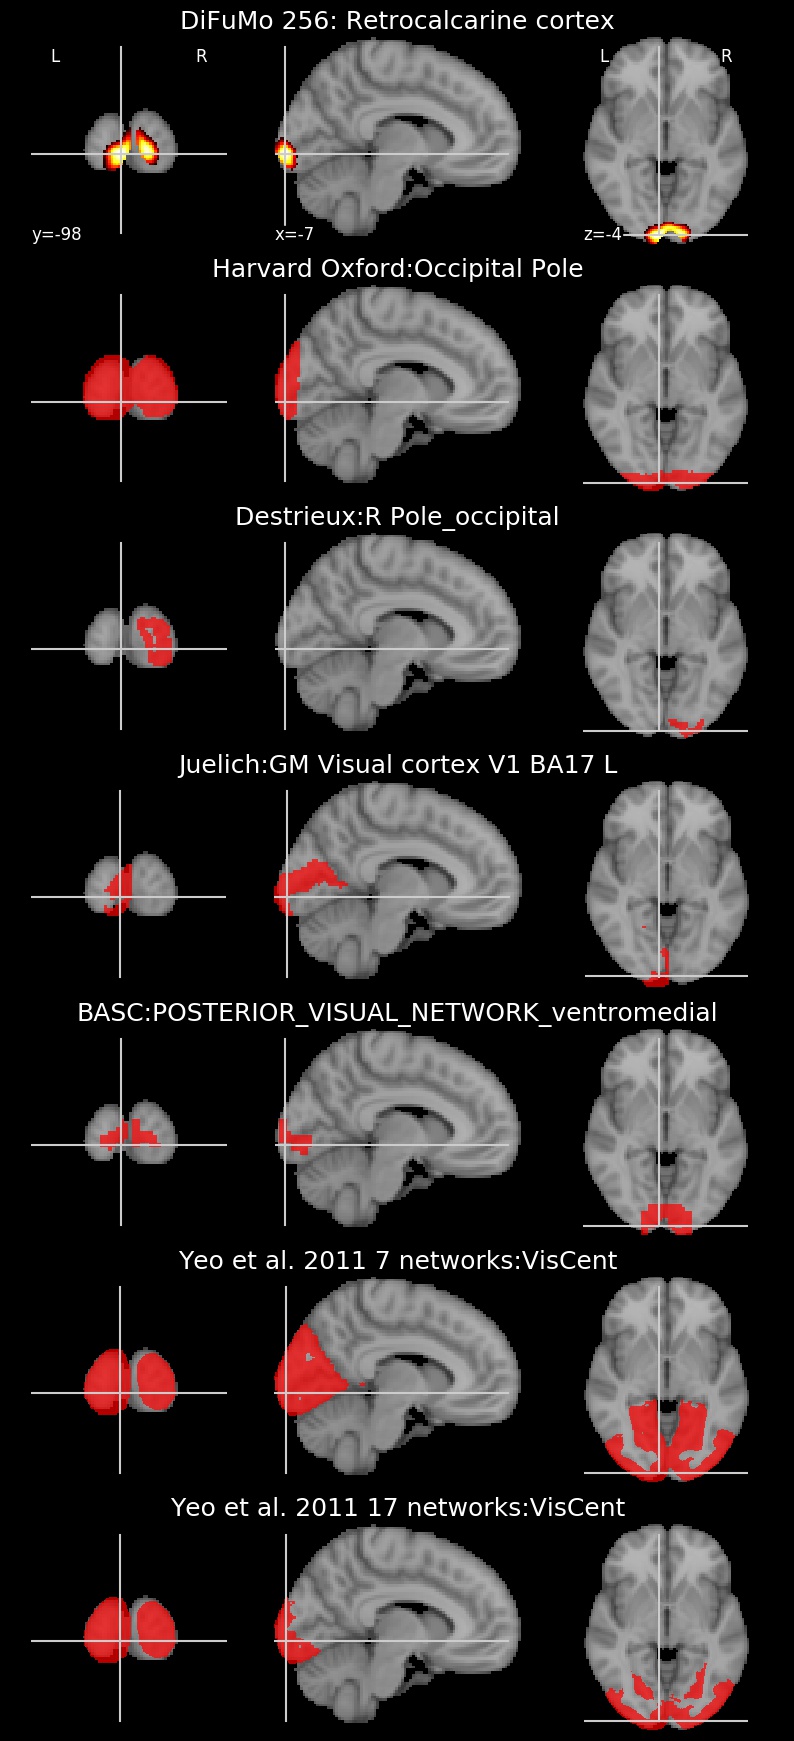 DiFuMo 256: Retrocalcarine cortex
L R L R
y=-98 x=-7 z=-4
Harvard Oxford:Occipital Pole
Destrieux:R Pole_occipital
Juelich:GM Visual cortex V1 BA17 L
BASC:POSTERIOR_VISUAL_NETWORK_ventromedial
Yeo et al. 2011 7 networks:VisCent
Yeo et al. 2011 17 networks:VisCent